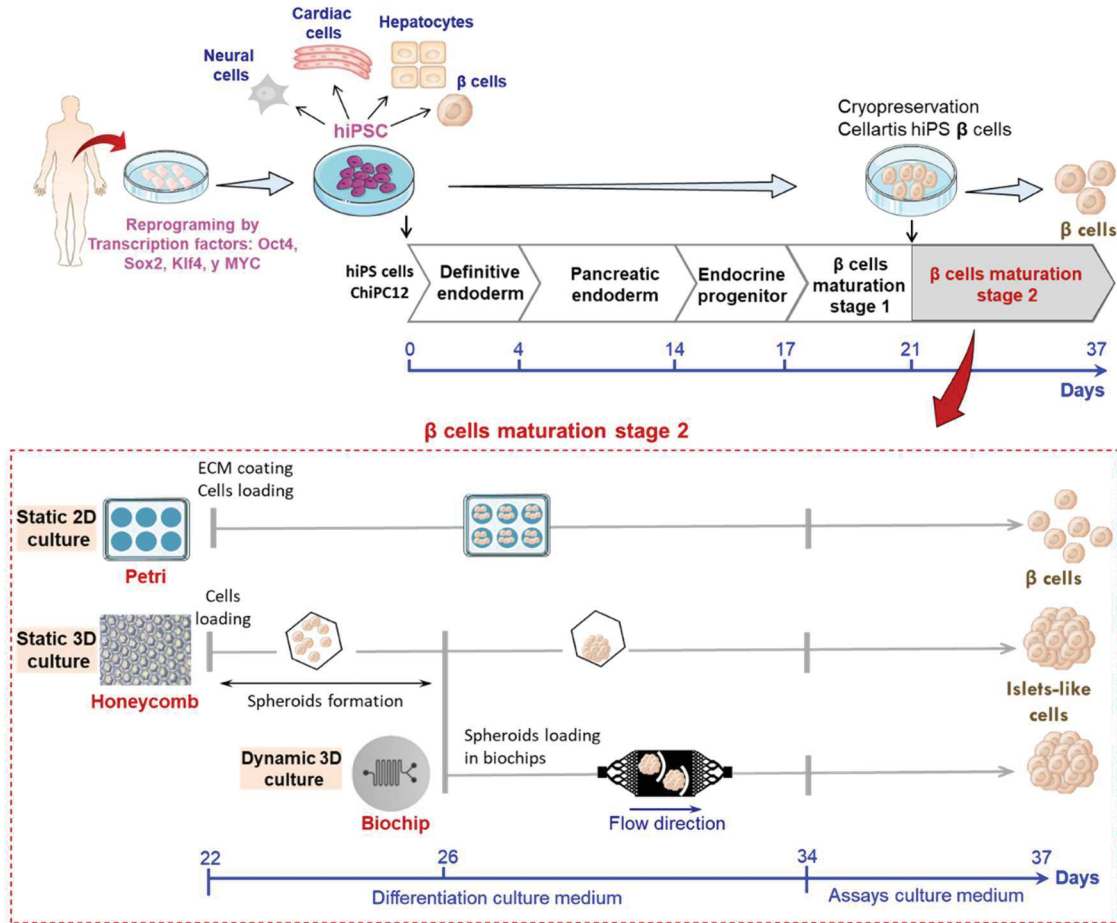 Cardiac
cells
Hepatocytes
Neural
cells
β cells
hiPSC
Reprograming by
Transcription factors: Oct4,
Sox2, Klf4, y MYC
Cryopreservation
Cellartis hiPS β cells
β cells
hiPS cells
ChiPC12
Definitive
endoderm
Pancreatic
endoderm
Endocrine
progenitor
β cells
maturation
stage 1
β cells maturation
stage 2
0 4 14 17 21 37
Days
β cells maturation stage 2
Static 2D
culture
Petri
ECM coating
Cells loading
β cells
Static 3D
culture
Honeycomb
Cells
loading
Spheroids formation
Islets-like
cells
Dynamic 3D
culture
Biochip
Spheroids loading
in biochips
Flow direction
22 26 34 37
Days
Differentiation culture medium
Assays culture medium